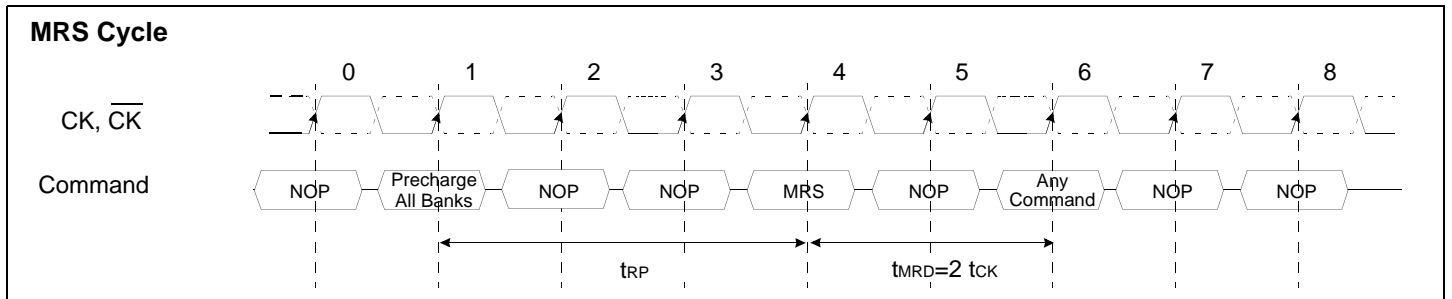 MRS Cycle
0 1 2 3 4 5 6 7 8
CK, CK
Command
NOP Precharge All Banks NOP NOP MRS NOP Any Command NOP NOP
tRP tMRD=2 tCK